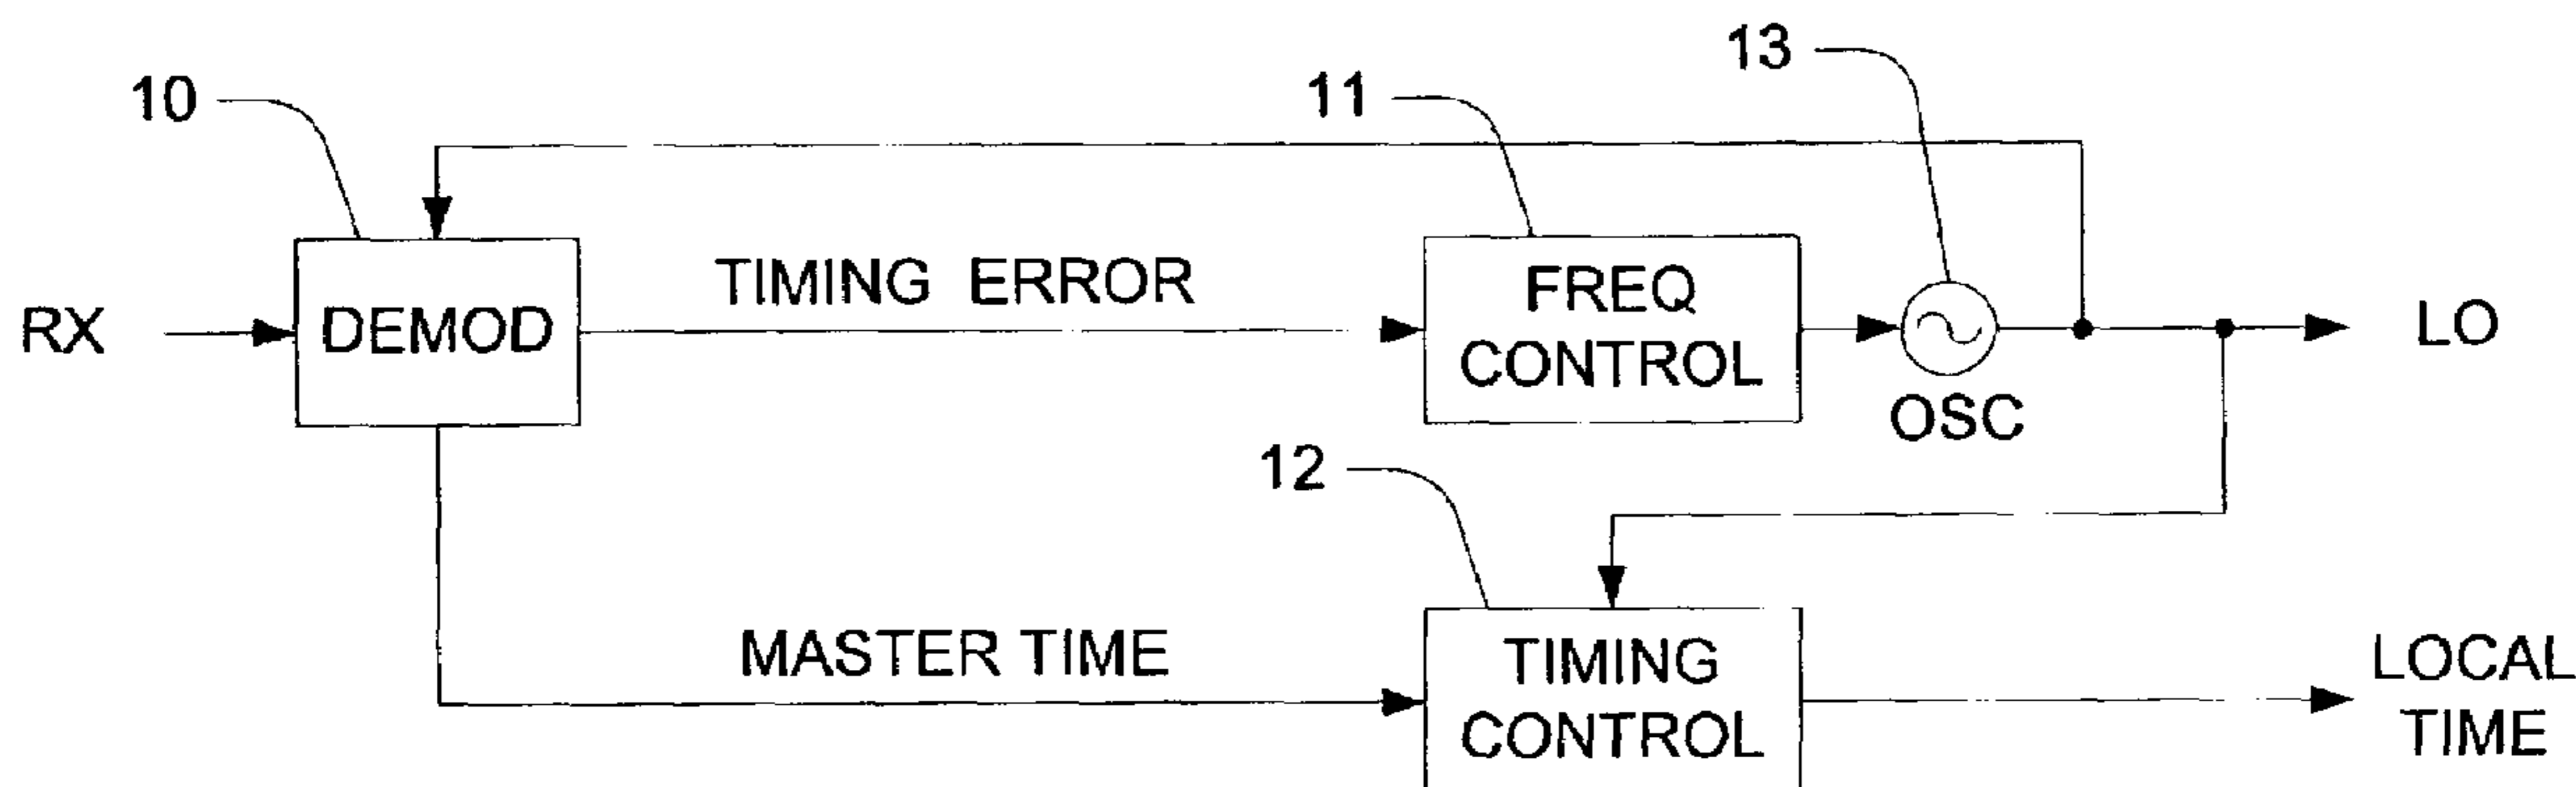 13
10
11
RX
DEMOD
TIMING ERROR
FREQ
CONTROL
OSC
LO
12
MASTER TIME
TIMING
CONTROL
LOCAL
TIME